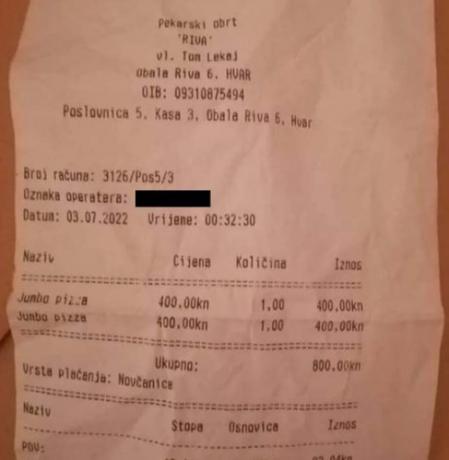 Pekarski obrt
'RIVA'
vl. Tom Lekaj
Obala Riva 6, HVAR
OIB: 09310875494
Poslovnica 5, Kasa 3, Obala Riva 6, Hvar
Broj računa: 3126/Pos5/3
Oznaka operatera:
Datum: 03.07.2022 Vrijeme: 00:32:30
Naziv Cijena Količina Iznos
Jumbo pizza 400,00kn 1,00 400,00kn
Jumbo pizza 400,00kn 1,00 400,00kn
Ukupno: 800,00kn
Vrsta plaćanja: Novčanice
Naziv Stopa Osnovica Iznos
PDV: